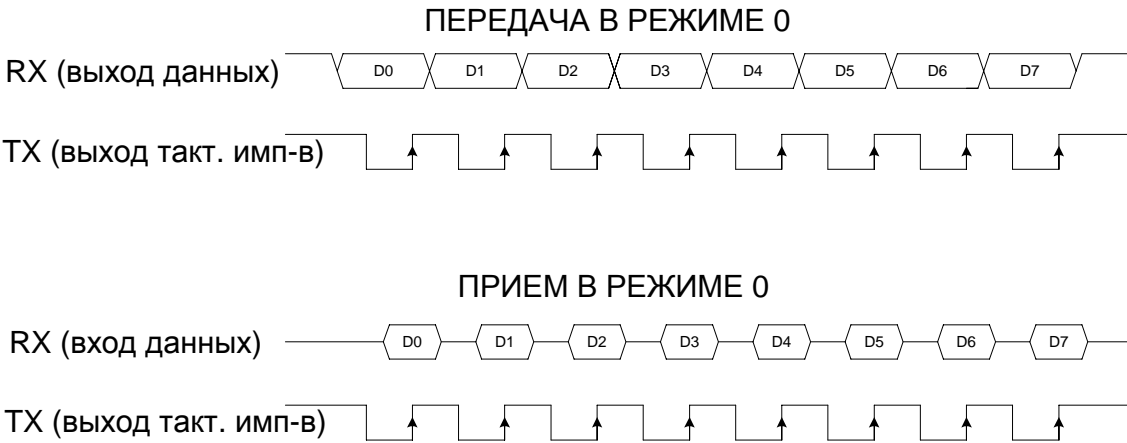 ПЕРЕДАЧА В РЕЖИМЕ 0
RX (выход данных) D0 D1 D2 D3 D4 D5 D6 D7
TX (выход такт. имп-в)
ПРИЕМ В РЕЖИМЕ 0
RX (вход данных) D0 D1 D2 D3 D4 D5 D6 D7
TX (выход такт. имп-в)